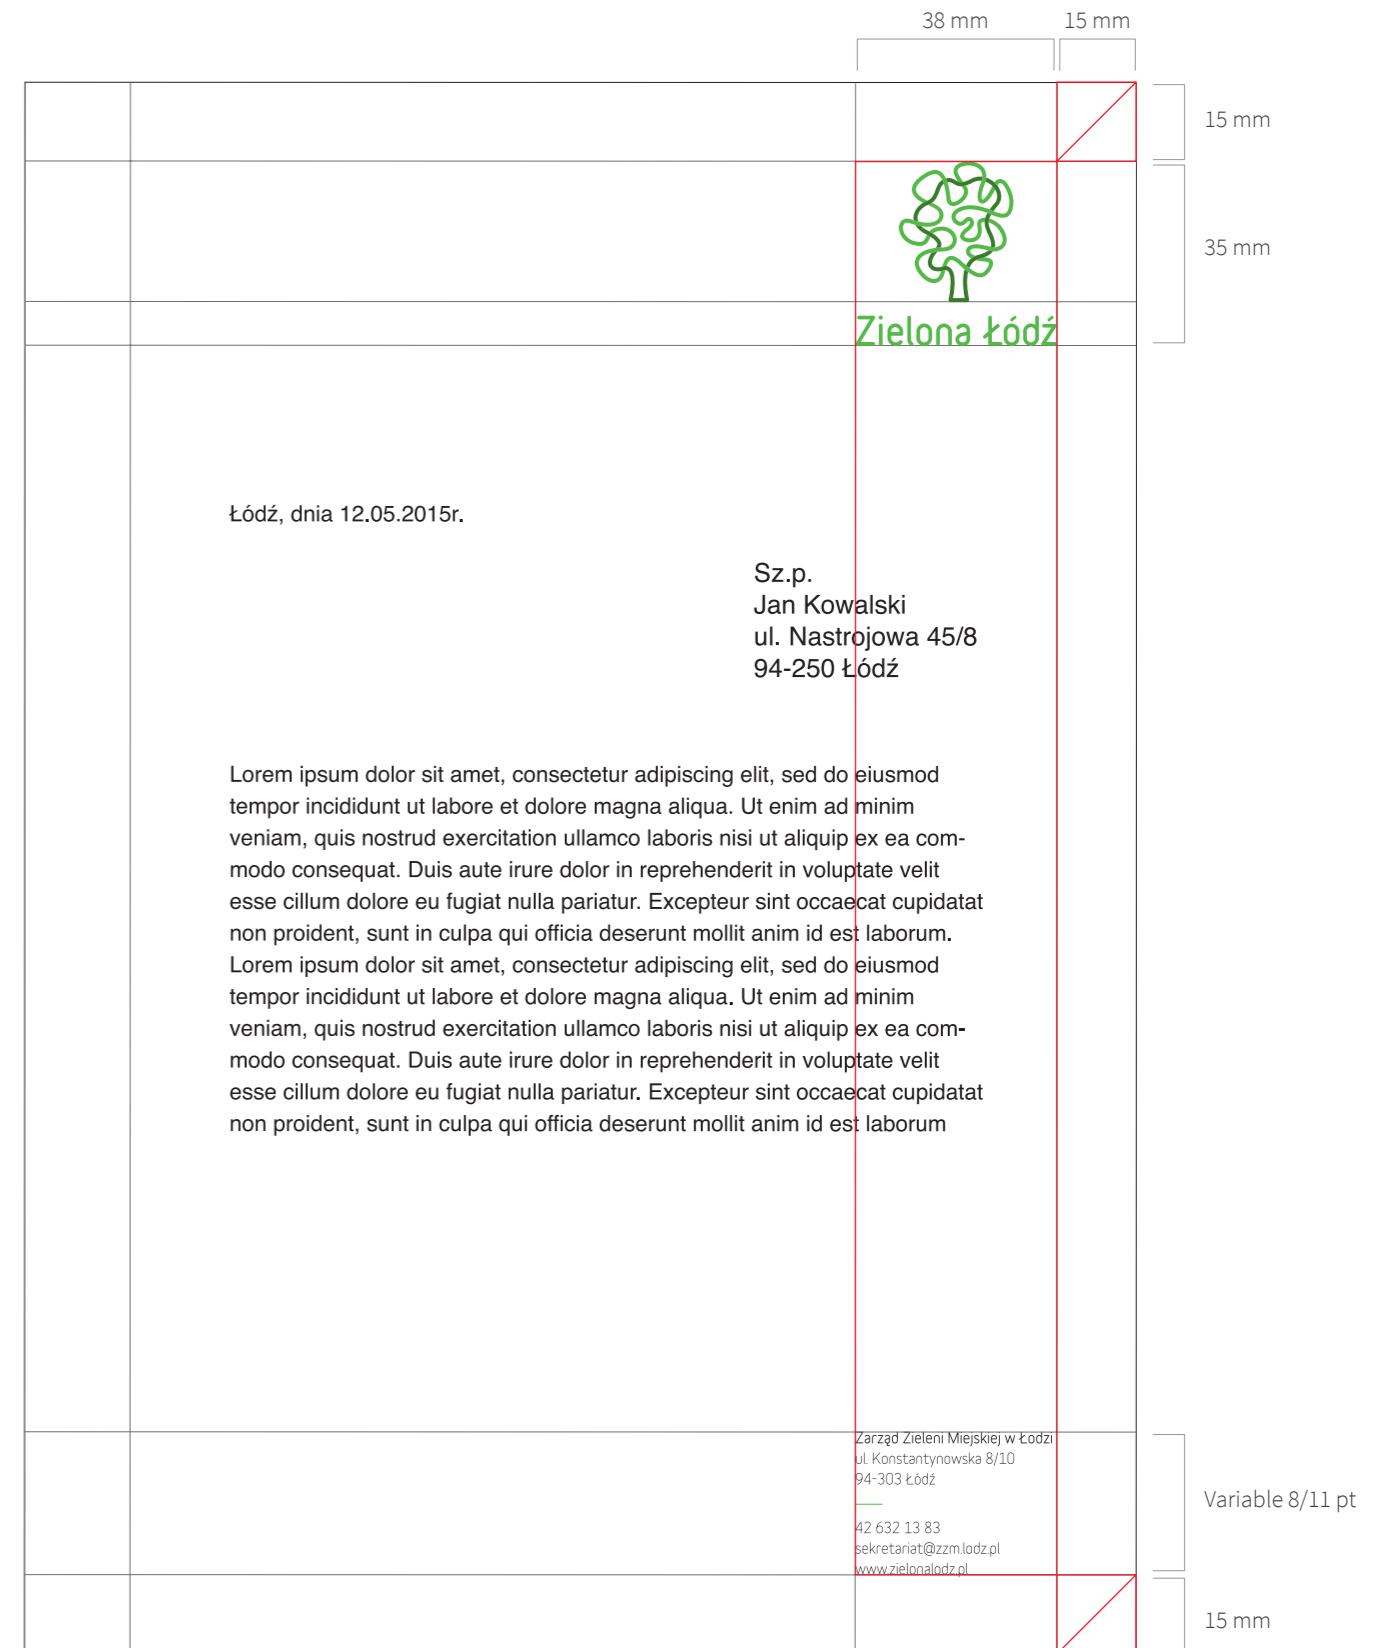 38 mm
15 mm
15 mm
35 mm
Zielona Łódź
Łódź, dnia 12.05.2015r.
Sz.p.
Jan Kowalski
ul. Nastrojowa 45/8
94-250 Łódź
Lorem ipsum dolor sit amet, consectetur adipiscing elit, sed do eiusmod
tempor incididunt ut labore et dolore magna aliqua. Ut enim ad minim
veniam, quis nostrud exercitation ullamco laboris nisi ut aliquip ex ea com-
modo consequat. Duis aute irure dolor in reprehenderit in voluptate velit
esse cillum dolore eu fugiat nulla pariatur. Excepteur sint occaecat cupidatat
non proident, sunt in culpa qui officia deserunt mollit anim id est laborum.
Lorem ipsum dolor sit amet, consectetur adipiscing elit, sed do eiusmod
tempor incididunt ut labore et dolore magna aliqua. Ut enim ad minim
veniam, quis nostrud exercitation ullamco laboris nisi ut aliquip ex ea com-
modo consequat. Duis aute irure dolor in reprehenderit in voluptate velit
esse cillum dolore eu fugiat nulla pariatur. Excepteur sint occaecat cupidatat
non proident, sunt in culpa qui officia deserunt mollit anim id est laborum
Zarząd Zieleni Miejskiej w Łodzi
ul. Konstantynowska 8/10
94-303 Łódź
42 632 13 83
sekretariat@zzm.lodz.pl
www.zielonalodz.pl
Variable 8/11 pt
15 mm